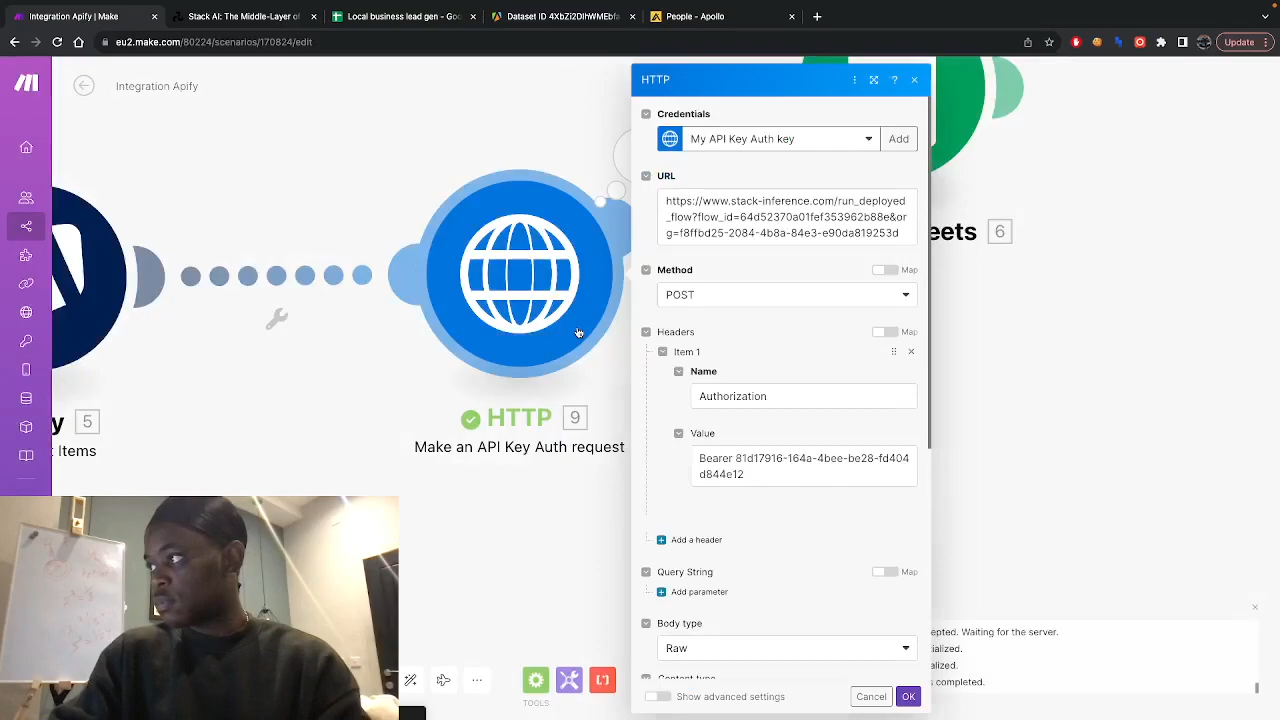 Integration Apify
Stack AI: The Middle-Layer of
Local business lead gen - Goo
Dataset ID 4XbZI2DIHWMEbfa
People - Apollo
eu2.make.com/80224/scenarios/170824/edit
Update
Integration Apify
HTTP
Credentials
My API Key Auth key
Add
URL
https://www.stack-inference.com/run_deployed
_flow?flow_id=64d52370a01fef353962b88e&or
g=f8ffbd25-2084-4b8a-84e3-e90da819253d
eets 6
Method
Map
POST
Headers
Map
Item 1
Name
Authorization
Value
Bearer 81d17916-164a-4bee-be28-fd404
d844e12
y 5
t Items
HTTP 9
Make an API Key Auth request
Add a header
Query String
Map
Add parameter
Body type
Raw
epted. Waiting for the server.
ialized.
alized.
s completed.
TOOLS
Show advanced settings
Cancel
OK